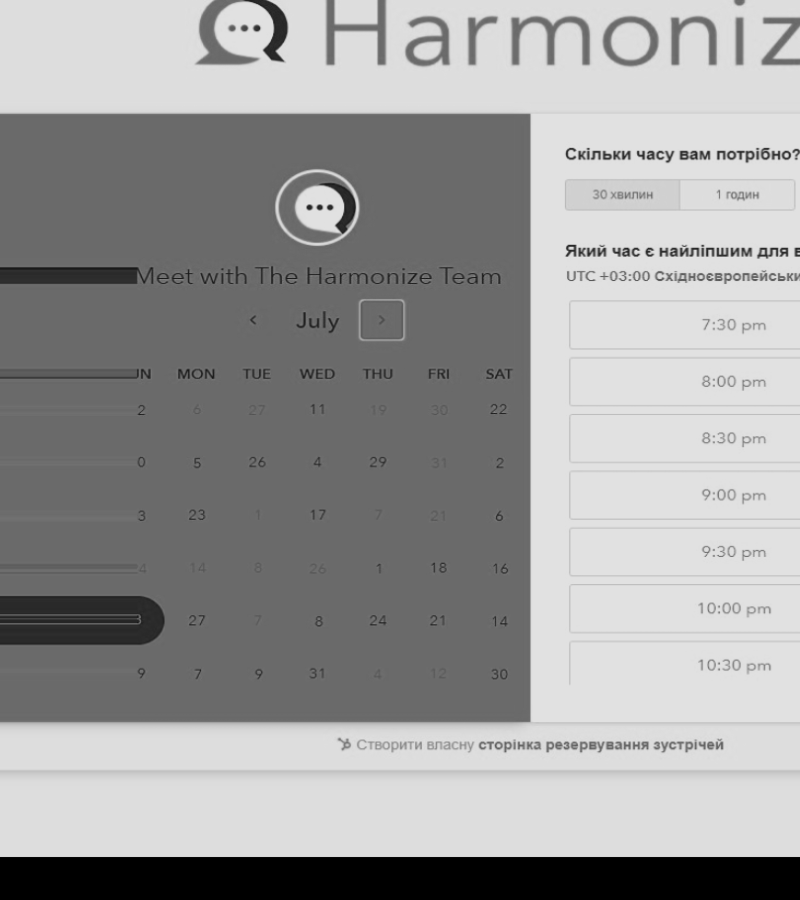 Harmoniz
Meet with The Harmonize Team
July
UN MON TUE WED THU FRI SAT
2 6 27 11 19 30 22
0 5 26 4 29 31 2
3 23 1 17 7 21 6
4 14 8 26 1 18 16
27 7 8 24 21 14
9 7 9 31 4 12 30
Скільки часу вам потрібно?
30 хвилин 1 годин
Який час є найліпшим для в
UTC +03:00 Східноєвропейськи
7:30 pm
8:00 pm
8:30 pm
9:00 pm
9:30 pm
10:00 pm
10:30 pm
Створити власну сторінка резервування зустрічей